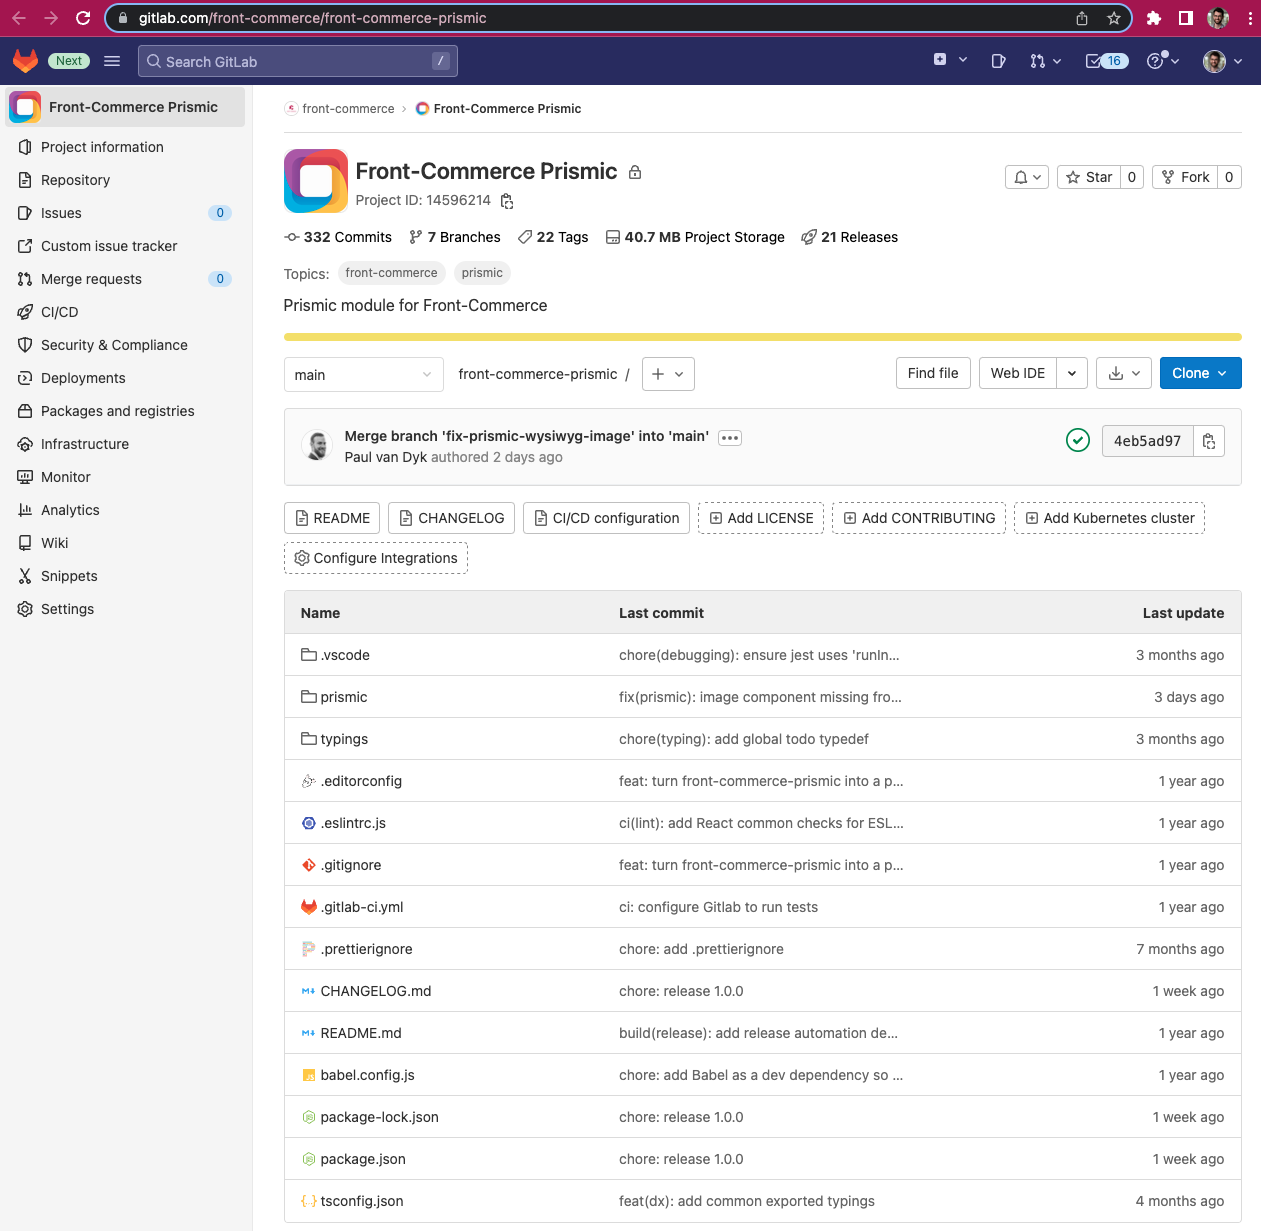 gitlab.com/front-commerce/front-commerce-prismic
Next
Search GitLab
/
16
Front-Commerce Prismic
Project information
Repository
Issues 0
Custom issue tracker
Merge requests 0
CI/CD
Security & Compliance
Deployments
Packages and registries
Infrastructure
Monitor
Analytics
Wiki
Snippets
Settings
front-commerce › Front-Commerce Prismic
Front-Commerce Prismic
Project ID: 14596214
Star 0
Fork 0
332 Commits 7 Branches 22 Tags 40.7 MB Project Storage 21 Releases
Topics: front-commerce prismic
Prismic module for Front-Commerce
main
front-commerce-prismic /
Find file
Web IDE
Clone
Merge branch 'fix-prismic-wysiwyg-image' into 'main'
Paul van Dyk authored 2 days ago
4eb5ad97
README
CHANGELOG
CI/CD configuration
Add LICENSE
Add CONTRIBUTING
Add Kubernetes cluster
Configure Integrations
Name Last commit Last update
.vscode chore(debugging): ensure jest uses 'runIn... 3 months ago
prismic fix(prismic): image component missing fro... 3 days ago
typings chore(typing): add global todo typedef 3 months ago
.editorconfig feat: turn front-commerce-prismic into a p... 1 year ago
.eslintrc.js ci(lint): add React common checks for ESL... 1 year ago
.gitignore feat: turn front-commerce-prismic into a p... 1 year ago
.gitlab-ci.yml ci: configure Gitlab to run tests 1 year ago
.prettierignore chore: add .prettierignore 7 months ago
CHANGELOG.md chore: release 1.0.0 1 week ago
README.md build(release): add release automation de... 1 year ago
babel.config.js chore: add Babel as a dev dependency so ... 1 year ago
package-lock.json chore: release 1.0.0 1 week ago
package.json chore: release 1.0.0 1 week ago
tsconfig.json feat(dx): add common exported typings 4 months ago